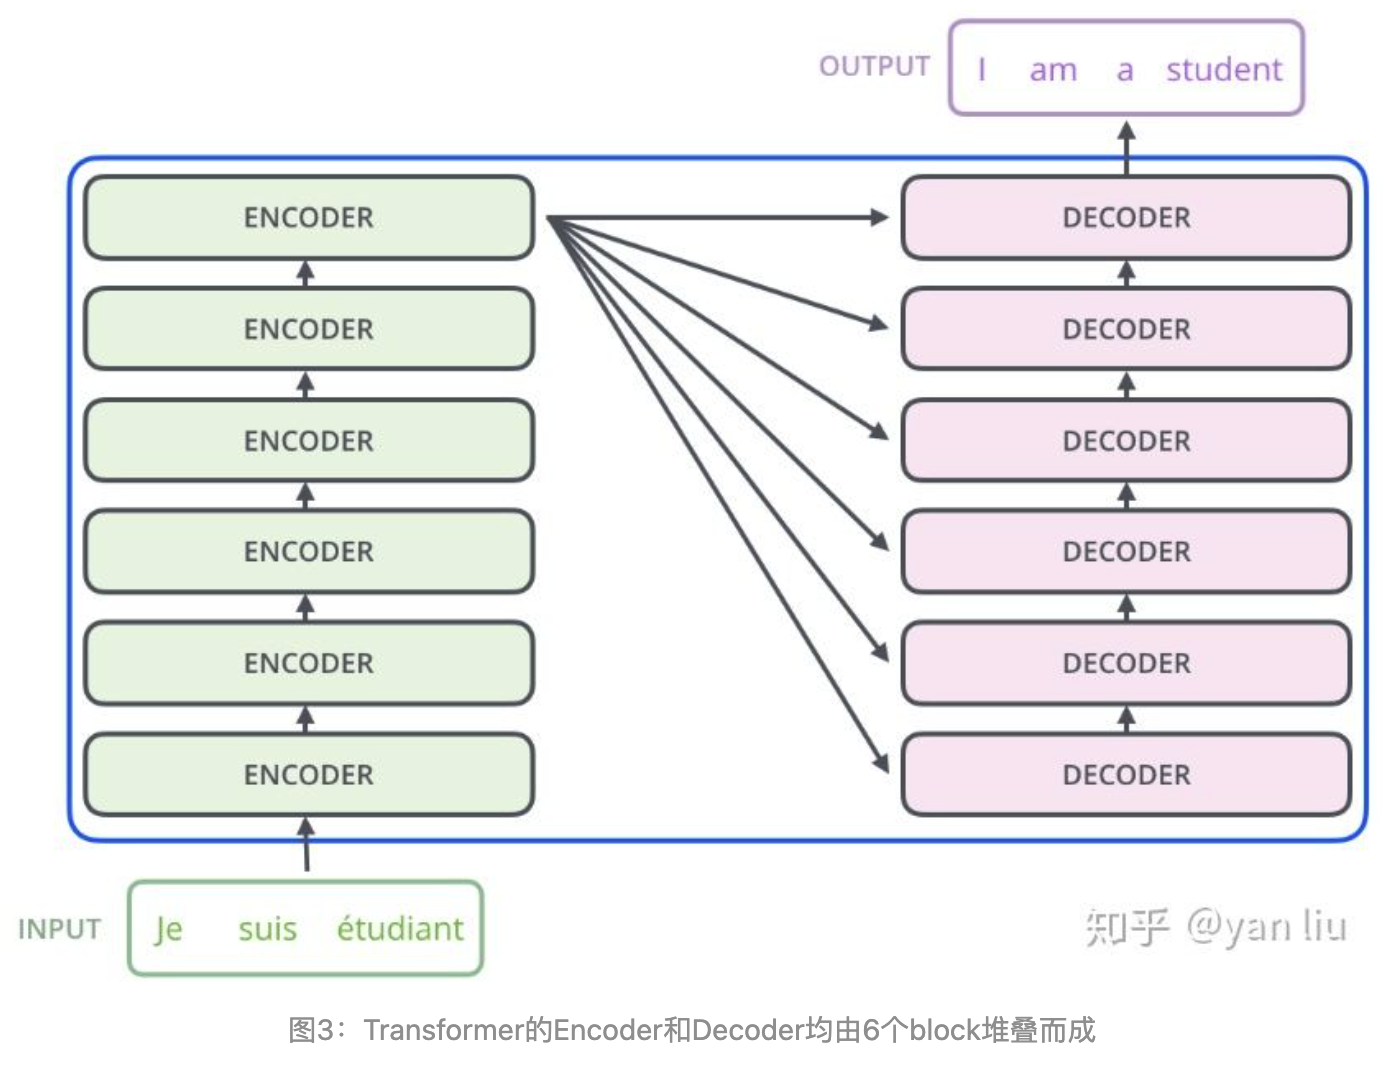 OUTPUT I am a student
ENCODER DECODER
ENCODER DECODER
ENCODER DECODER
ENCODER DECODER
ENCODER DECODER
ENCODER DECODER
INPUT Je suis étudiant
知乎 @yan liu
图3：Transformer的Encoder和Decoder均由6个block堆叠而成